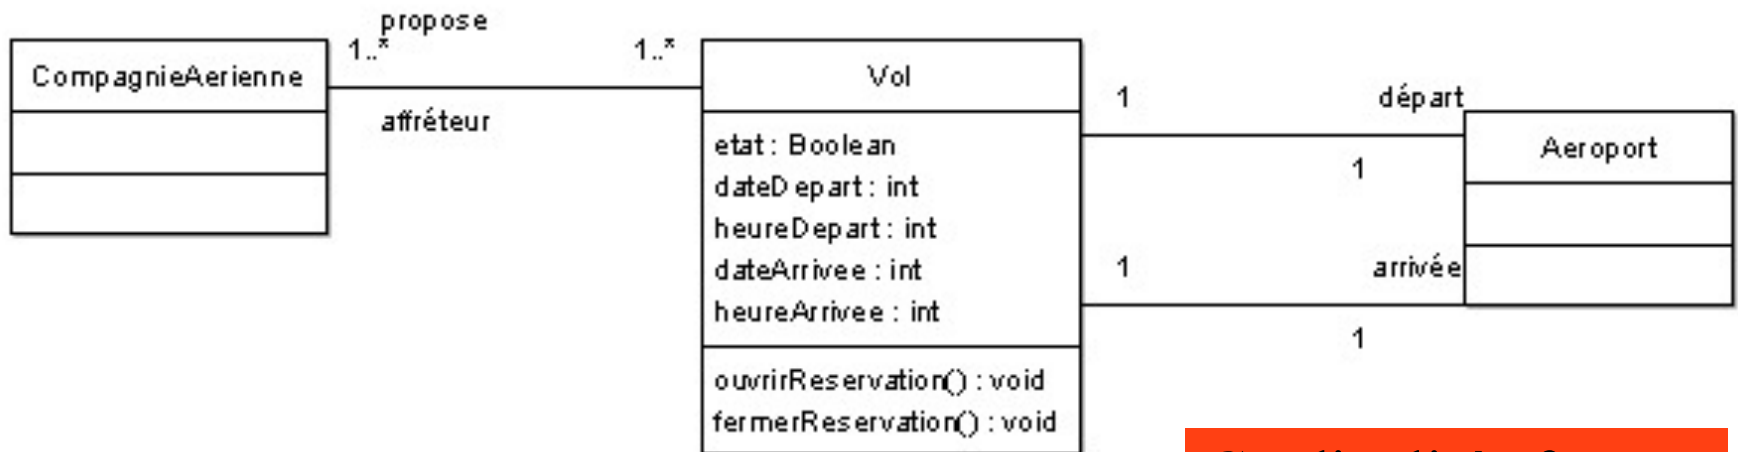 propose
1..*
1..*
CompagnieAerienne
affréteur
Vol
etat : Boolean
dateDepart : int
heureDepart : int
dateArrivee : int
heureArrivee : int
ouvrirReservation() : void
fermerReservation() : void
1
départ
1
Aeroport
1
arrivée
1